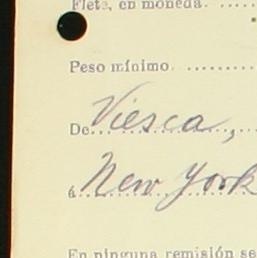 Flete, en moneda.
Peso mínimo
De Viesca,
á New York
En ninguna remisión se